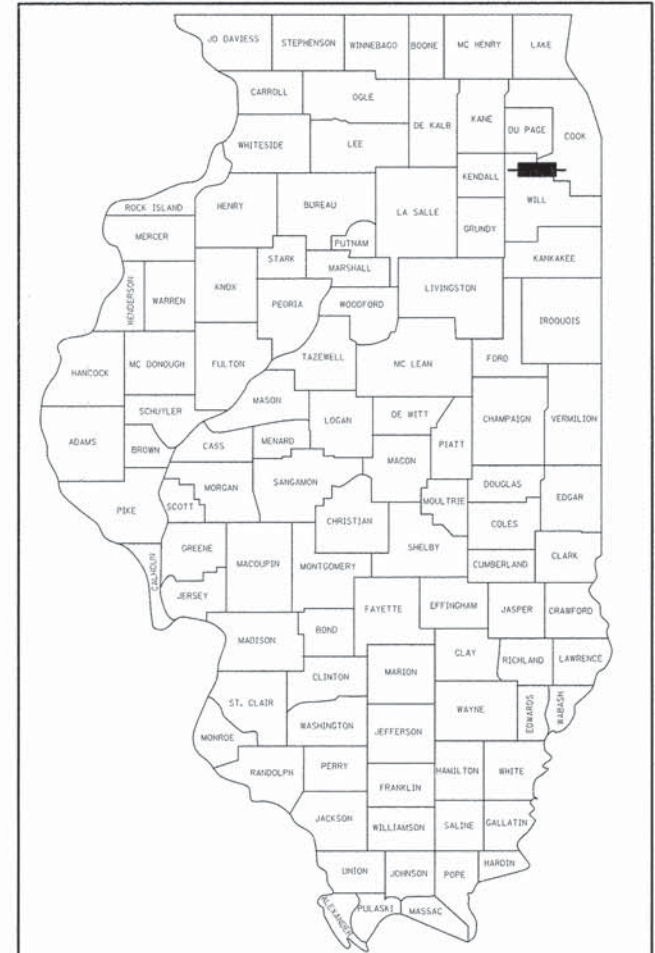 JO DAVIESS
STEPHENSON
WINNEBAGO
BOONE
MC HENRY
LAKE
CARROLL
OGLE
DE KALB
KANE
DU PAGE
COOK
WHITESIDE
LEE
KENDALL
WILL
ROCK ISLAND
HENRY
BUREAU
LA SALLE
GRUNDY
MERCER
PUTNAM
STARK
MARSHALL
KANKAKEE
HENDERSON
WARREN
KNOX
PEORIA
WOODFORD
LIVINGSTON
IROQUOIS
HANCOCK
MC DONOUGH
FULTON
TAZEWELL
MC LEAN
FORD
SCHUYLER
MASON
LOGAN
DE WITT
CHAMPAIGN
VERMILION
ADAMS
BROWN
CASS
MENARD
PIATT
MACON
PIKE
SCOTT
MORGAN
SANGAMON
CHRISTIAN
MOULTRIE
DOUGLAS
EDGAR
COLES
CALHOUN
GREENE
MACOUPIN
MONTGOMERY
SHELBY
CUMBERLAND
CLARK
JERSEY
FAYETTE
EFFINGHAM
JASPER
CRAWFORD
MADISON
BOND
CLAY
RICHLAND
LAWRENCE
CLINTON
MARION
ST. CLAIR
WAYNE
EDWARDS
WABASH
MONROE
WASHINGTON
JEFFERSON
RANDOLPH
PERRY
HAMILTON
WHITE
FRANKLIN
JACKSON
WILLIAMSON
SALINE
GALLATIN
UNION
JOHNSON
POPE
HARDIN
ALEXANDER
PULASKI
MASSAC